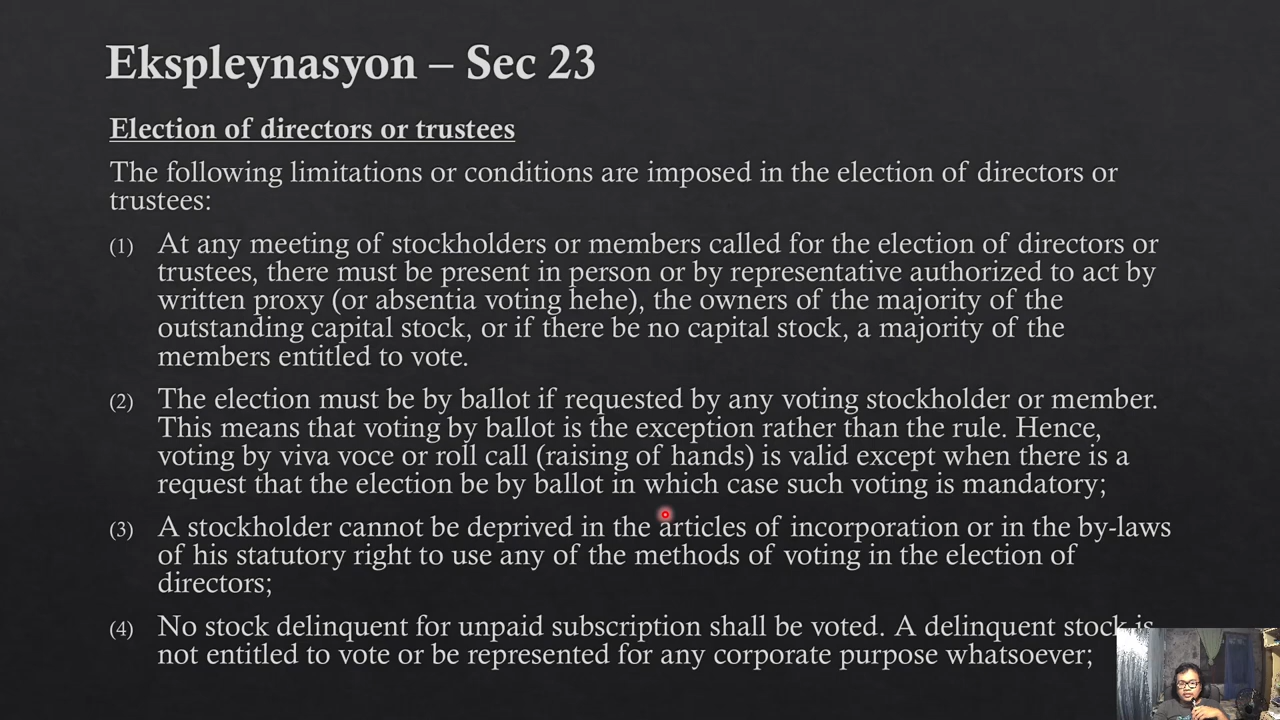 Ekspleynasyon – Sec 23
Election of directors or trustees
The following limitations or conditions are imposed in the election of directors or
trustees:
(1) At any meeting of stockholders or members called for the election of directors or
trustees, there must be present in person or by representative authorized to act by
written proxy (or absentia voting hehe), the owners of the majority of the
outstanding capital stock, or if there be no capital stock, a majority of the
members entitled to vote.
(2) The election must be by ballot if requested by any voting stockholder or member.
This means that voting by ballot is the exception rather than the rule. Hence,
voting by viva voce or roll call (raising of hands) is valid except when there is a
request that the election be by ballot in which case such voting is mandatory;
(3) A stockholder cannot be deprived in the articles of incorporation or in the by-laws
of his statutory right to use any of the methods of voting in the election of
directors;
(4) No stock delinquent for unpaid subscription shall be voted. A delinquent stock is
not entitled to vote or be represented for any corporate purpose whatsoever;